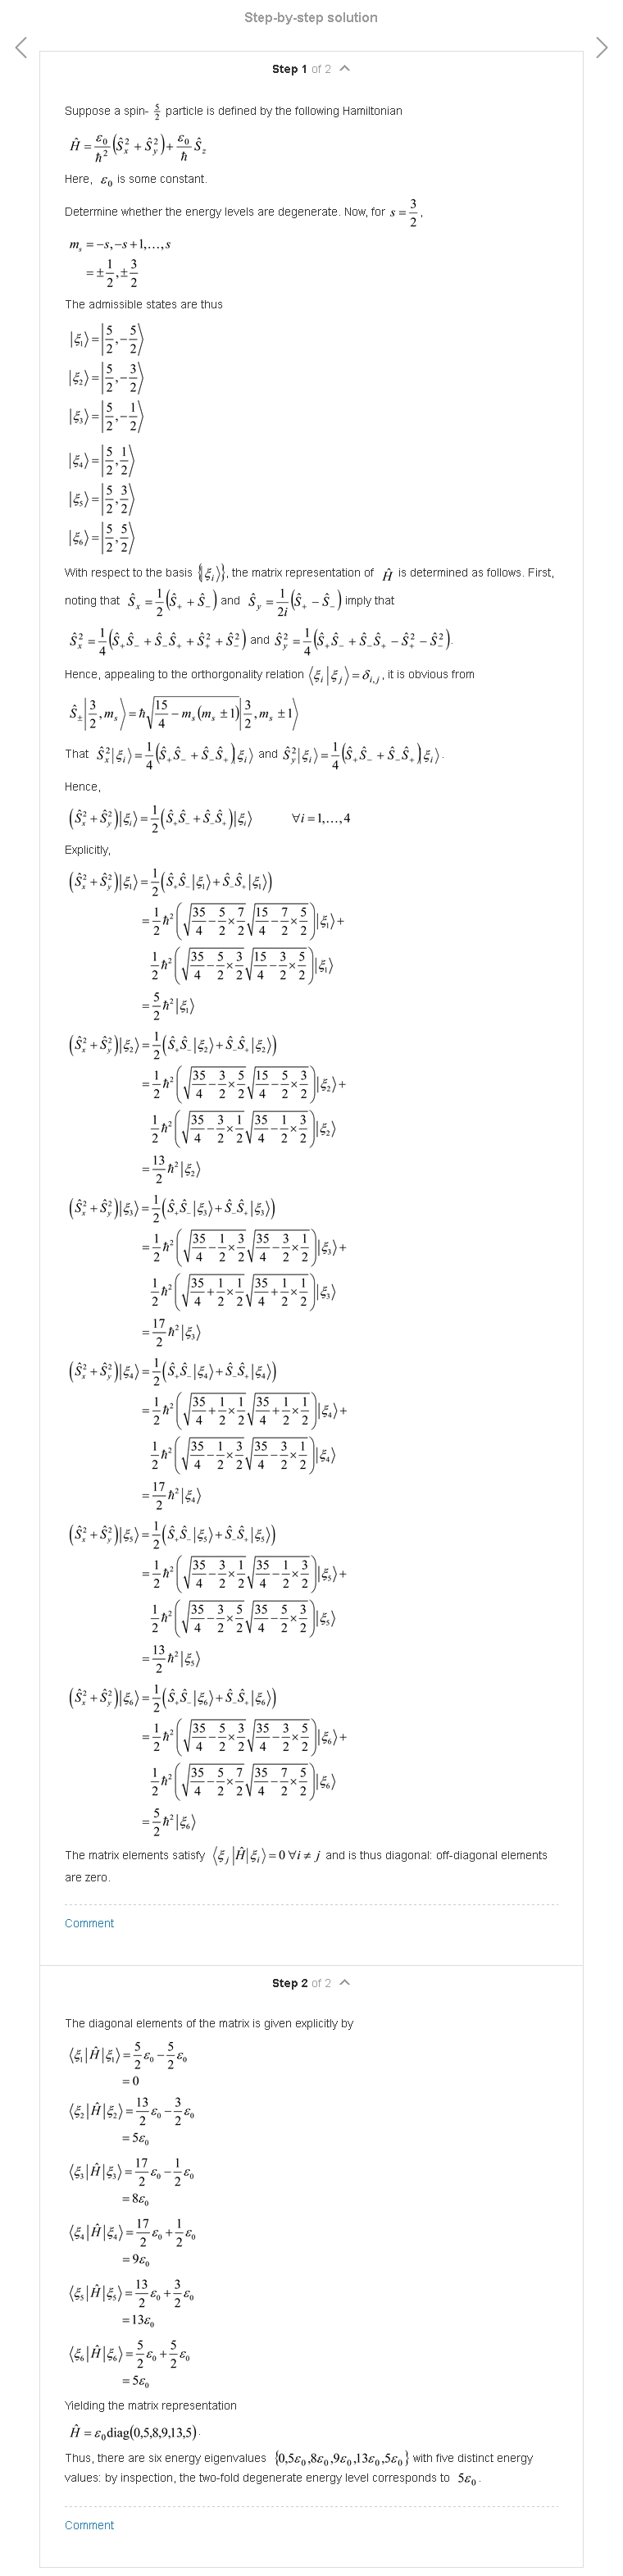 Step-by-step solution
Step 1 of 2
Suppose a spin- 5/2 particle is defined by the following Hamiltonian
Ĥ = ε₀/ħ² (Ŝₓ² + Ŝᵧ²) + ε₀/ħ Ŝ_z
Here, ε₀ is some constant.
Determine whether the energy levels are degenerate. Now, for s = 3/2,
m_s = −s, −s+1,…,s
= ±1/2, ±3/2
The admissible states are thus
|ξ₁⟩ = |5/2, −5/2⟩
|ξ₂⟩ = |5/2, −3/2⟩
|ξ₃⟩ = |5/2, −1/2⟩
|ξ₄⟩ = |5/2, 1/2⟩
|ξ₅⟩ = |5/2, 3/2⟩
|ξ₆⟩ = |5/2, 5/2⟩
With respect to the basis {|ξᵢ⟩}, the matrix representation of Ĥ is determined as follows. First,
noting that Ŝₓ = 1/2 (Ŝ₊ + Ŝ₋) and Ŝᵧ = 1/2i (Ŝ₊ − Ŝ₋) imply that
Ŝₓ² = 1/4 (Ŝ₊Ŝ₋ + Ŝ₋Ŝ₊ + Ŝ₊² + Ŝ₋²) and Ŝᵧ² = 1/4 (Ŝ₊Ŝ₋ + Ŝ₋Ŝ₊ − Ŝ₊² − Ŝ₋²).
Hence, appealing to the orthorgonality relation ⟨ξᵢ|ξⱼ⟩ = δᵢ,ⱼ, it is obvious from
Ŝ±|3/2, m_s⟩ = ħ√(15/4 − m_s(m_s ± 1))|3/2, m_s ± 1⟩
That Ŝₓ²|ξᵢ⟩ = 1/4 (Ŝ₊Ŝ₋ + Ŝ₋Ŝ₊)|ξᵢ⟩ and Ŝᵧ²|ξᵢ⟩ = 1/4 (Ŝ₊Ŝ₋ + Ŝ₋Ŝ₊)|ξᵢ⟩.
Hence,
(Ŝₓ² + Ŝᵧ²)|ξᵢ⟩ = 1/2 (Ŝ₊Ŝ₋ + Ŝ₋Ŝ₊)|ξᵢ⟩ ∀i = 1,…,4
Explicitly,
(Ŝₓ² + Ŝᵧ²)|ξ₁⟩ = 1/2 (Ŝ₊Ŝ₋|ξ₁⟩ + Ŝ₋Ŝ₊|ξ₁⟩)
= 1/2 ħ² (√(35/4 − 5/2 × 7/2) √(15/4 − 7/2 × 5/2))|ξ₁⟩ +
1/2 ħ² (√(35/4 − 5/2 × 3/2) √(15/4 − 3/2 × 5/2))|ξ₁⟩
= 5/2 ħ²|ξ₁⟩
(Ŝₓ² + Ŝᵧ²)|ξ₂⟩ = 1/2 (Ŝ₊Ŝ₋|ξ₂⟩ + Ŝ₋Ŝ₊|ξ₂⟩)
= 1/2 ħ² (√(35/4 − 3/2 × 5/2) √(15/4 − 5/2 × 3/2))|ξ₂⟩ +
1/2 ħ² (√(35/4 − 3/2 × 1/2) √(35/4 − 1/2 × 3/2))|ξ₂⟩
= 13/2 ħ²|ξ₂⟩
(Ŝₓ² + Ŝᵧ²)|ξ₃⟩ = 1/2 (Ŝ₊Ŝ₋|ξ₃⟩ + Ŝ₋Ŝ₊|ξ₃⟩)
= 1/2 ħ² (√(35/4 − 1/2 × 3/2) √(35/4 − 3/2 × 1/2))|ξ₃⟩ +
1/2 ħ² (√(35/4 + 1/2 × 1/2) √(35/4 + 1/2 × 1/2))|ξ₃⟩
= 17/2 ħ²|ξ₃⟩
(Ŝₓ² + Ŝᵧ²)|ξ₄⟩ = 1/2 (Ŝ₊Ŝ₋|ξ₄⟩ + Ŝ₋Ŝ₊|ξ₄⟩)
= 1/2 ħ² (√(35/4 + 1/2 × 1/2) √(35/4 + 1/2 × 1/2))|ξ₄⟩ +
1/2 ħ² (√(35/4 − 1/2 × 3/2) √(35/4 − 3/2 × 1/2))|ξ₄⟩
= 17/2 ħ²|ξ₄⟩
(Ŝₓ² + Ŝᵧ²)|ξ₅⟩ = 1/2 (Ŝ₊Ŝ₋|ξ₅⟩ + Ŝ₋Ŝ₊|ξ₅⟩)
= 1/2 ħ² (√(35/4 − 3/2 × 1/2) √(35/4 − 1/2 × 3/2))|ξ₅⟩ +
1/2 ħ² (√(35/4 − 3/2 × 5/2) √(35/4 − 5/2 × 3/2))|ξ₅⟩
= 13/2 ħ²|ξ₅⟩
(Ŝₓ² + Ŝᵧ²)|ξ₆⟩ = 1/2 (Ŝ₊Ŝ₋|ξ₆⟩ + Ŝ₋Ŝ₊|ξ₆⟩)
= 1/2 ħ² (√(35/4 − 5/2 × 3/2) √(35/4 − 3/2 × 5/2))|ξ₆⟩ +
1/2 ħ² (√(35/4 − 5/2 × 7/2) √(35/4 − 7/2 × 5/2))|ξ₆⟩
= 5/2 ħ²|ξ₆⟩
The matrix elements satisfy ⟨ξⱼ|Ĥ|ξᵢ⟩ = 0 ∀i ≠ j and is thus diagonal: off-diagonal elements
are zero.
Comment
Step 2 of 2
The diagonal elements of the matrix is given explicitly by
⟨ξ₁|Ĥ|ξ₁⟩ = 5/2 ε₀ − 5/2 ε₀
= 0
⟨ξ₂|Ĥ|ξ₂⟩ = 13/2 ε₀ − 3/2 ε₀
= 5ε₀
⟨ξ₃|Ĥ|ξ₃⟩ = 17/2 ε₀ − 1/2 ε₀
= 8ε₀
⟨ξ₄|Ĥ|ξ₄⟩ = 17/2 ε₀ + 1/2 ε₀
= 9ε₀
⟨ξ₅|Ĥ|ξ₅⟩ = 13/2 ε₀ + 3/2 ε₀
= 13ε₀
⟨ξ₆|Ĥ|ξ₆⟩ = 5/2 ε₀ + 5/2 ε₀
= 5ε₀
Yielding the matrix representation
Ĥ = ε₀diag(0,5,8,9,13,5).
Thus, there are six energy eigenvalues {0,5ε₀,8ε₀,9ε₀,13ε₀,5ε₀} with five distinct energy
values: by inspection, the two-fold degenerate energy level corresponds to 5ε₀.
Comment